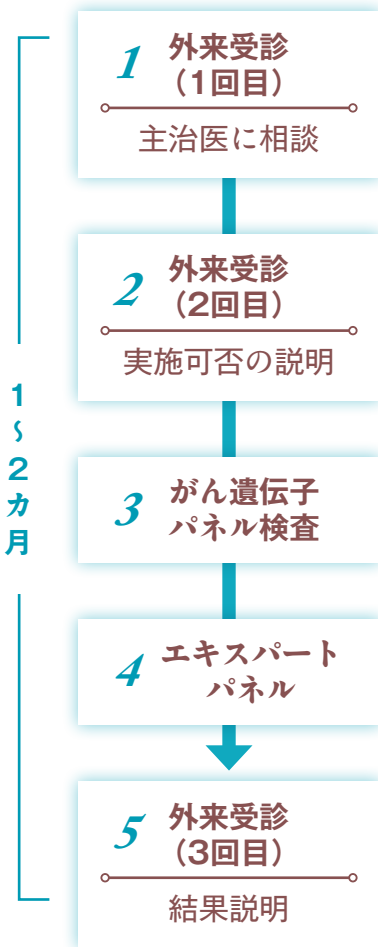 1 外来受診
（1回目）
主治医に相談
2 外来受診
（2回目）
実施可否の説明
1〜2カ月
3 がん遺伝子
パネル検査
4 エキスパート
パネル
5 外来受診
（3回目）
結果説明